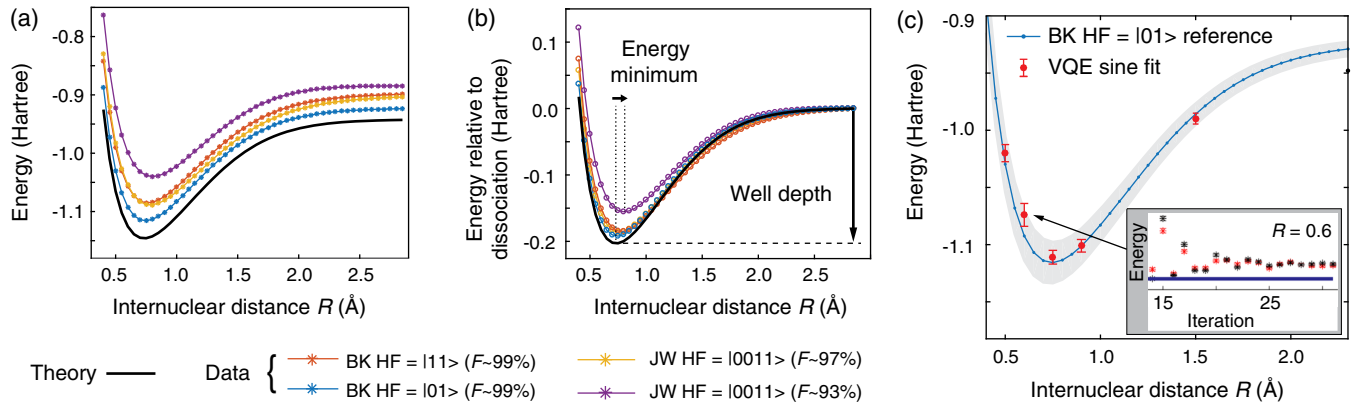 (a)
Energy (Hartree)
-0.8
-0.9
-1.0
-1.1
0.5 1.0 1.5 2.0 2.5
Internuclear distance R (Å)
(b)
Energy relative to
dissociation (Hartree)
0.1
0.0
-0.1
-0.2
Energy
minimum
Well depth
0.5 1.0 1.5 2.0 2.5
Internuclear distance R (Å)
(c)
Energy (Hartree)
-0.9
-1.0
-1.1
BK HF = |01> reference
VQE sine fit
Energy
R = 0.6
15 25
Iteration
0.5 1.0 1.5 2.0
Internuclear distance R (Å)
Theory
Data {
BK HF = |11> (F~99%)
BK HF = |01> (F~99%)
JW HF = |0011> (F~97%)
JW HF = |0011> (F~93%)